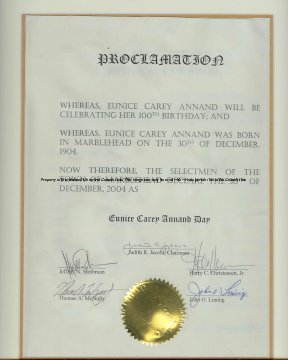 PROCLAMATION
WHEREAS, EUNICE CAREY ANNAND WILL BE
CELEBRATING HER 100TH BIRTHDAY; AND
WHEREAS, EUNICE CAREY ANNAND WAS BORN
IN MARBLEHEAD ON THE 30TH OF DECEMBER,
1904.
NOW THEREFORE, THE SELECTMEN OF THE
DECEMBER, 2004 AS
Eunice Carey Annand Day
Judith R. Jacobi, Chairman
Jeffrey N. Shribman
Harry C. Christensen, Jr.
Thomas A. McNulty
John O. Liming